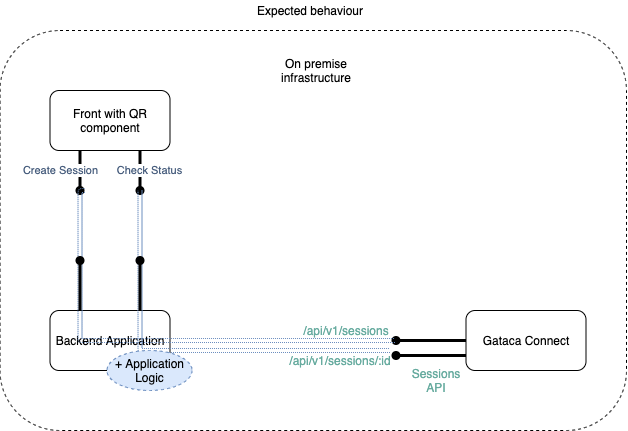 Expected behaviour
On premise
infrastructure
Front with QR
component
Create Session
Check Status
Backend Application
+ Application
Logic
/api/v1/sessions
/api/v1/sessions/:id
Sessions
API
Gataca Connect